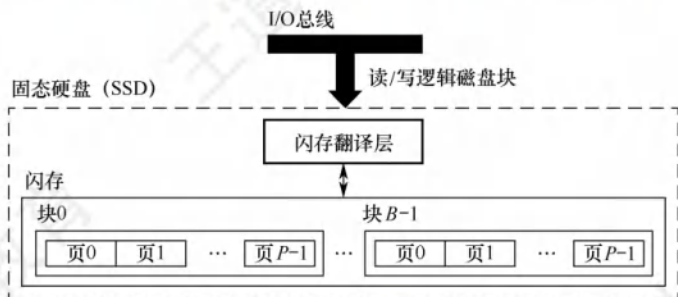 I/O总线
读/写逻辑磁盘块
固态硬盘（SSD）
闪存翻译层
闪存
块0 块B-1
页0 页1 … 页P-1 … 页0 页1 … 页P-1